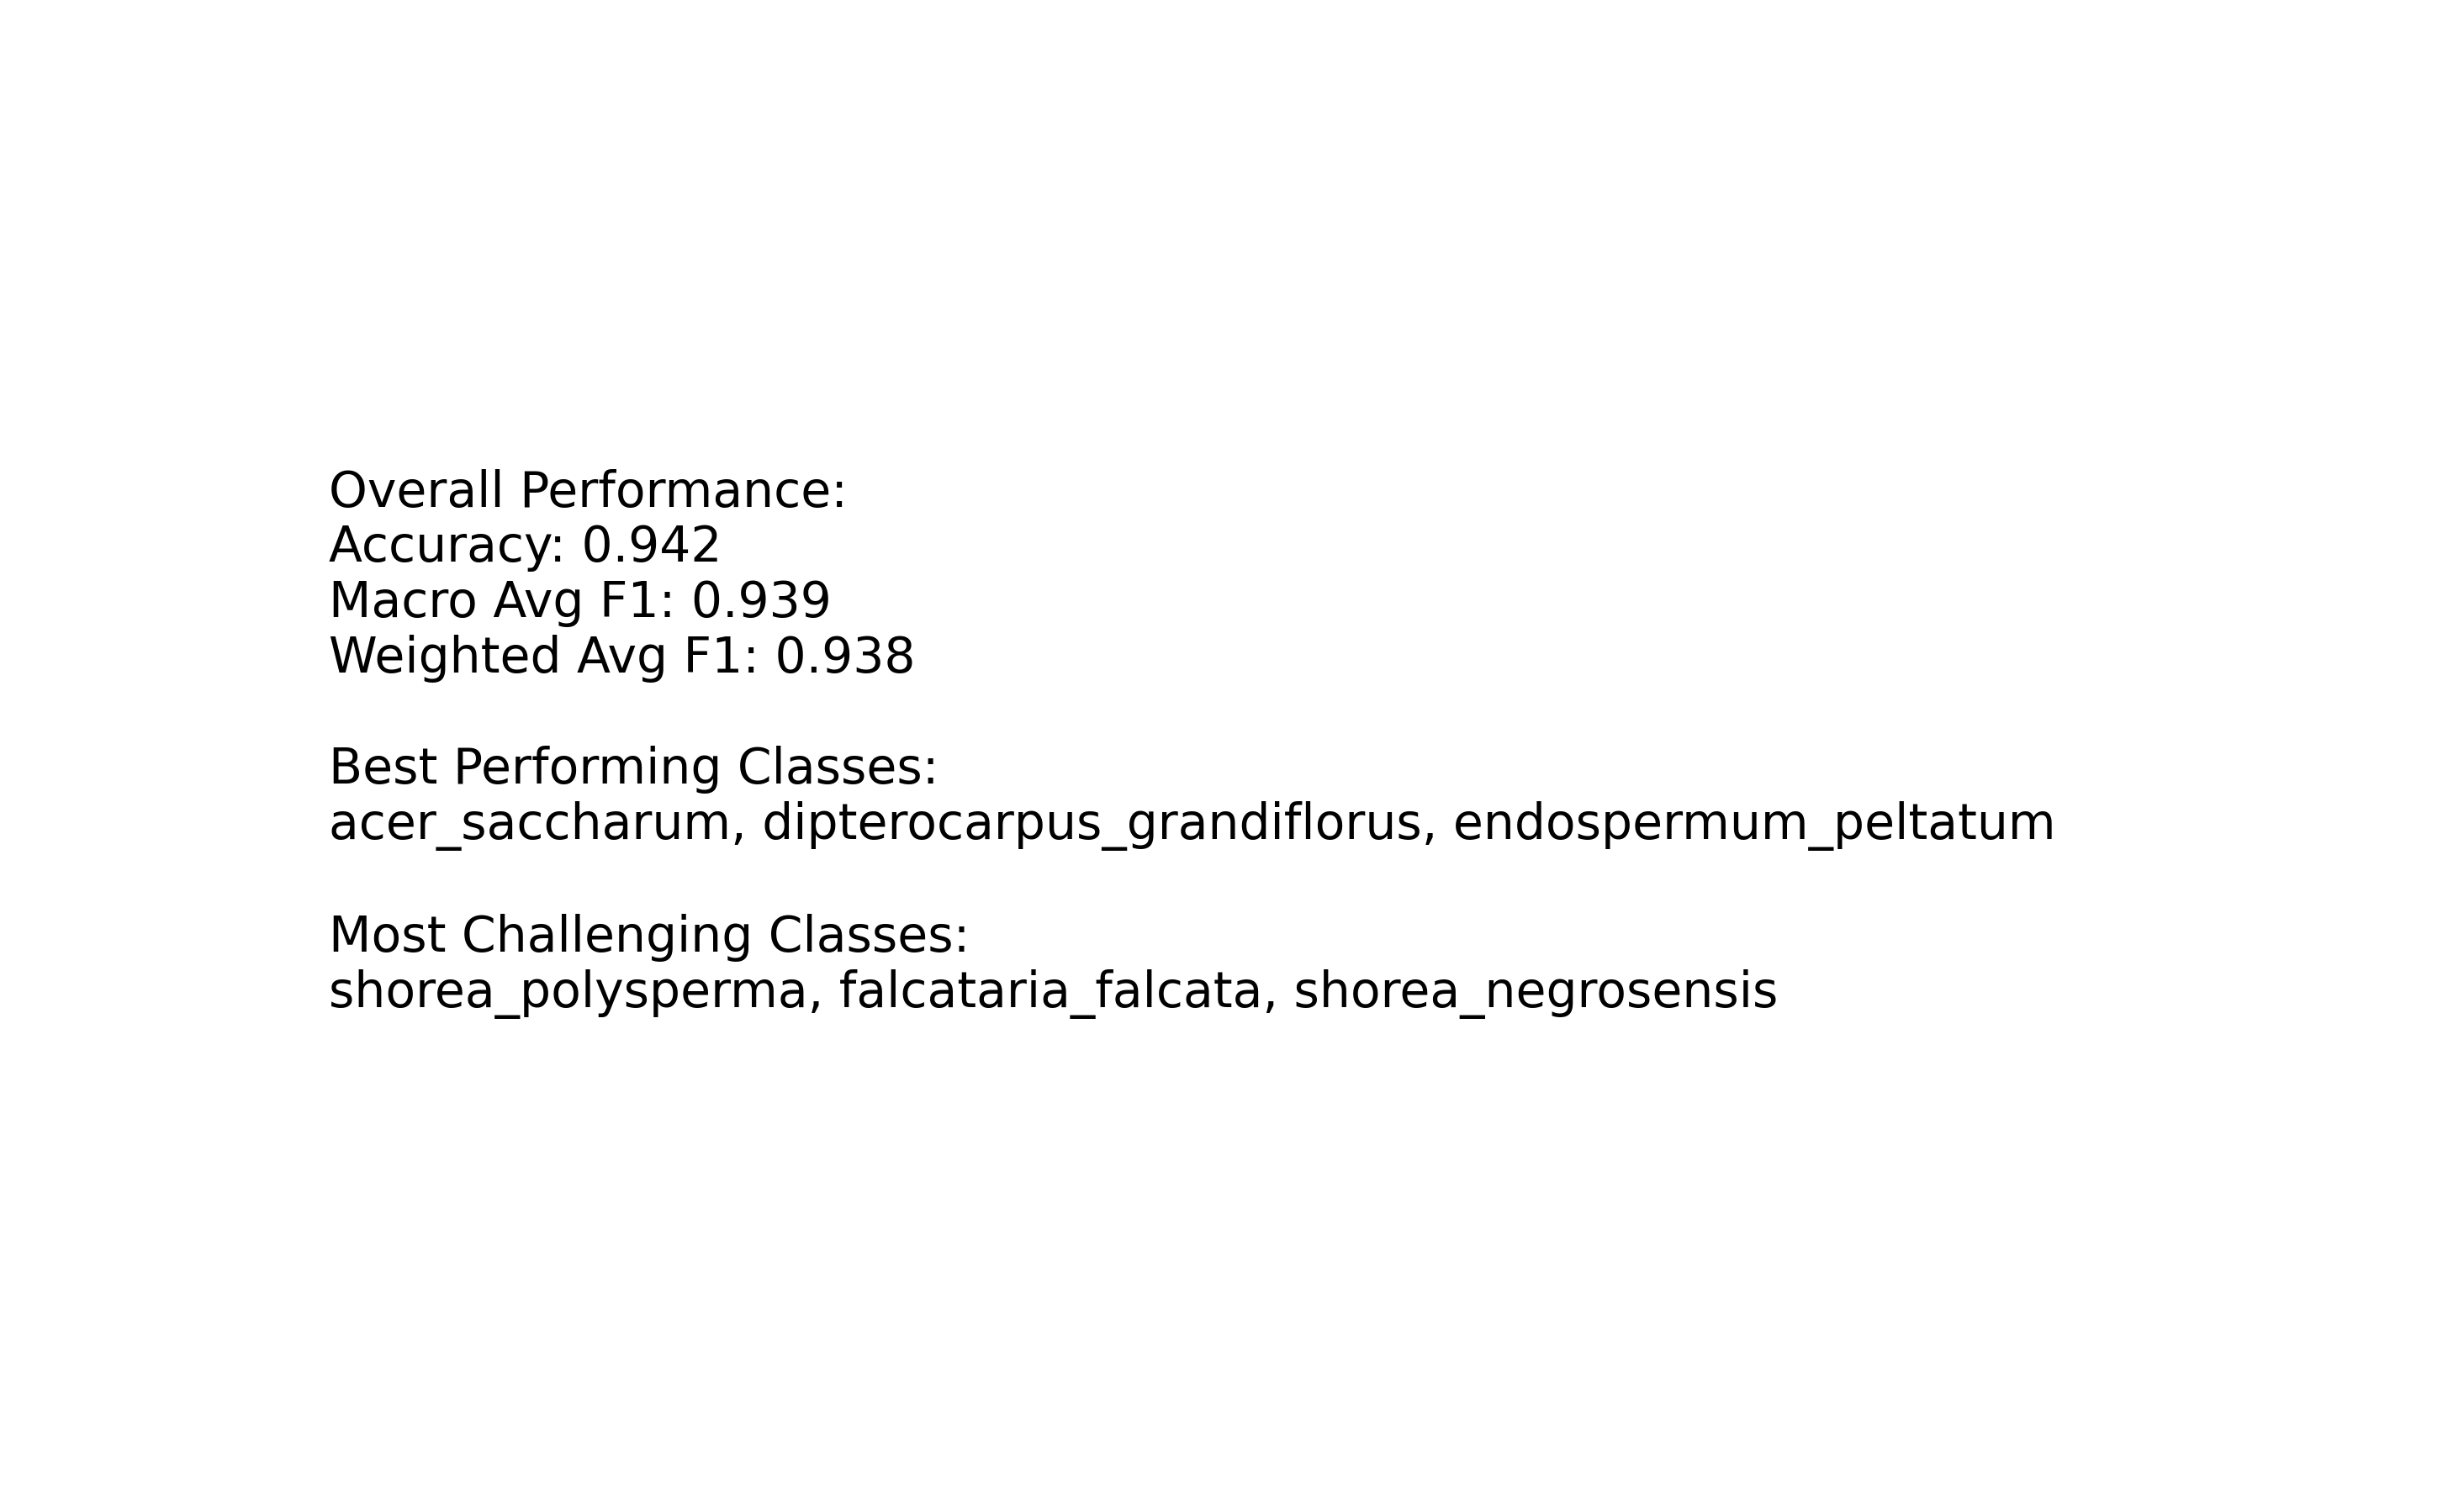 Overall Performance:
Accuracy: 0.942
Macro Avg F1: 0.939
Weighted Avg F1: 0.938
Best Performing Classes:
acer_saccharum, dipterocarpus_grandiflorus, endospermum_peltatum
Most Challenging Classes:
shorea_polysperma, falcataria_falcata, shorea_negrosensis